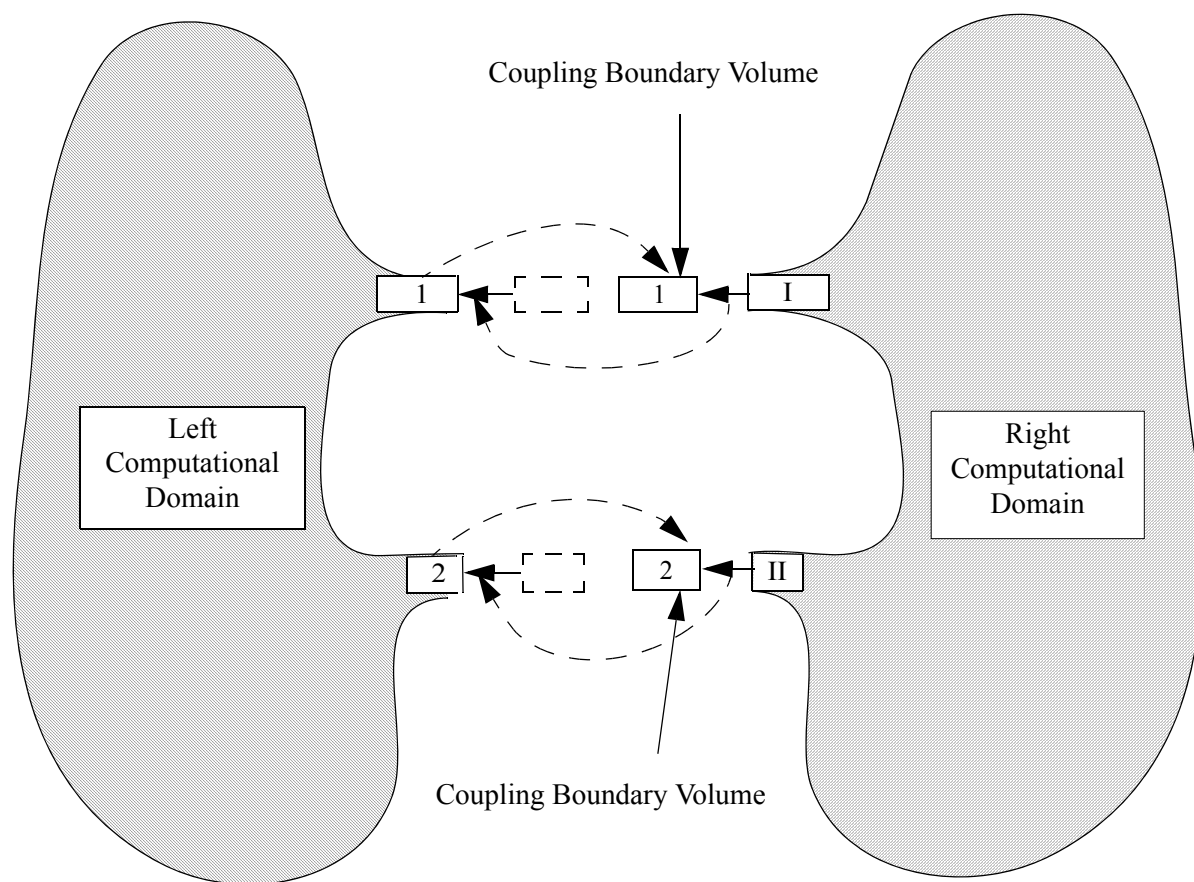 Coupling Boundary Volume
1
1
I
Left
Computational
Domain
Right
Computational
Domain
2
2
II
Coupling Boundary Volume